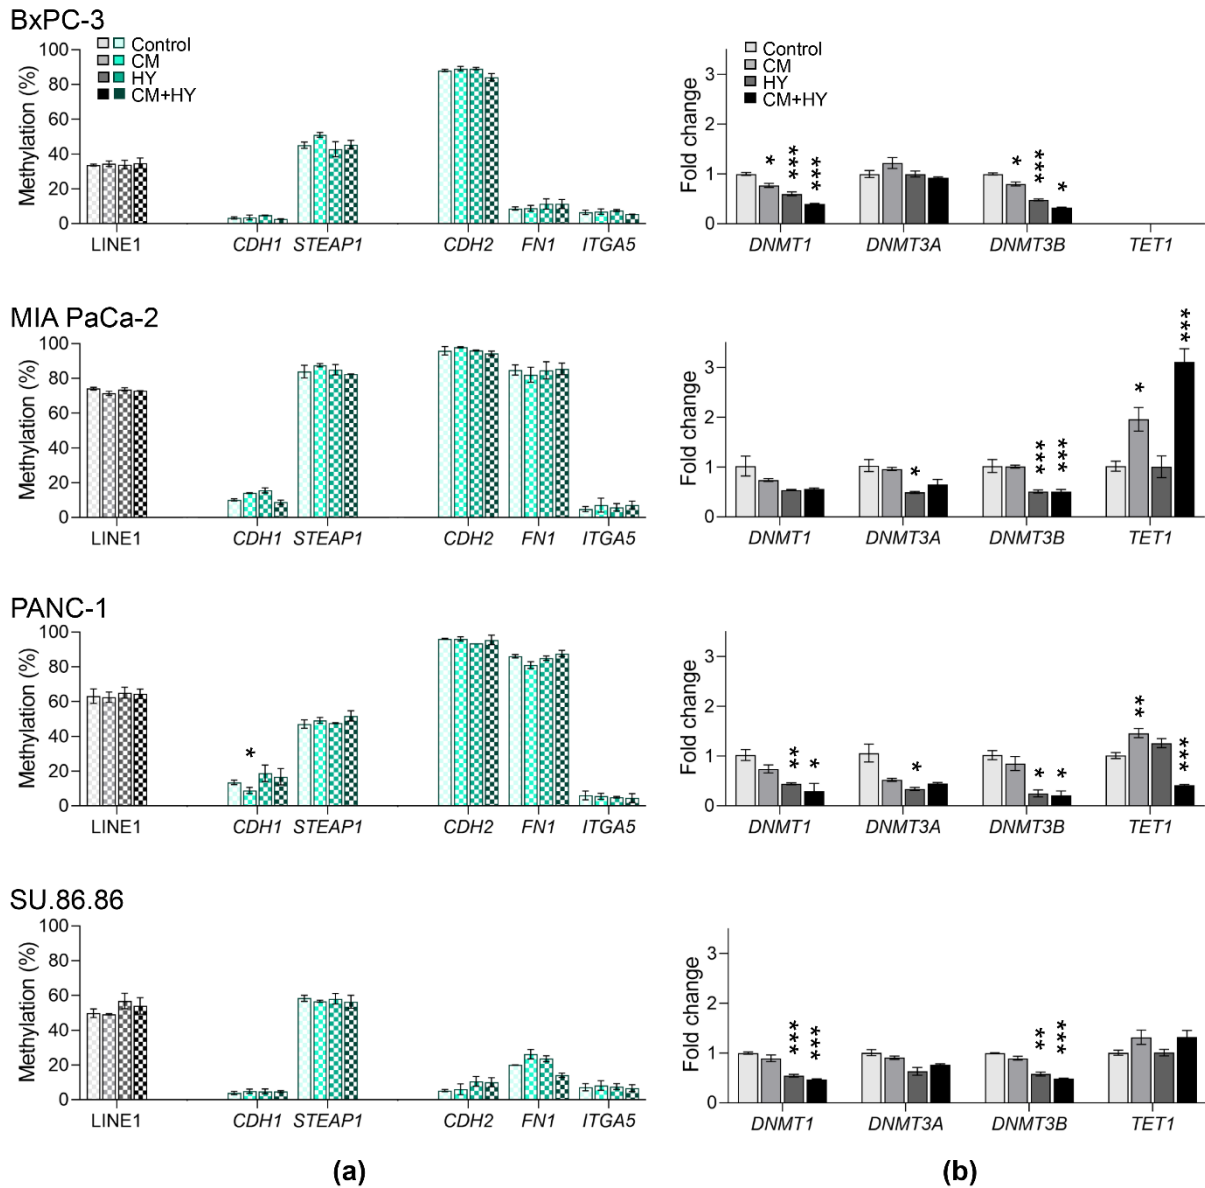 BxPC-3
Methylation (%)
100
80
60
40
20
0
Control
CM
HY
CM+HY
LINE1 CDH1 STEAP1 CDH2 FN1 ITGA5
Fold change
3
2
1
0
Control
CM
HY
CM+HY
* *** *** * *** *
DNMT1 DNMT3A DNMT3B TET1
MIA PaCa-2
Methylation (%)
100
80
60
40
20
0
LINE1 CDH1 STEAP1 CDH2 FN1 ITGA5
Fold change
3
2
1
0
* *** *** * ***
DNMT1 DNMT3A DNMT3B TET1
PANC-1
Methylation (%)
100
80
60
40
20
0
*
LINE1 CDH1 STEAP1 CDH2 FN1 ITGA5
Fold change
3
2
1
0
** * * * * ** ***
DNMT1 DNMT3A DNMT3B TET1
SU.86.86
Methylation (%)
100
80
60
40
20
0
LINE1 CDH1 STEAP1 CDH2 FN1 ITGA5
Fold change
3
2
1
0
*** *** ** ***
DNMT1 DNMT3A DNMT3B TET1
(a)
(b)